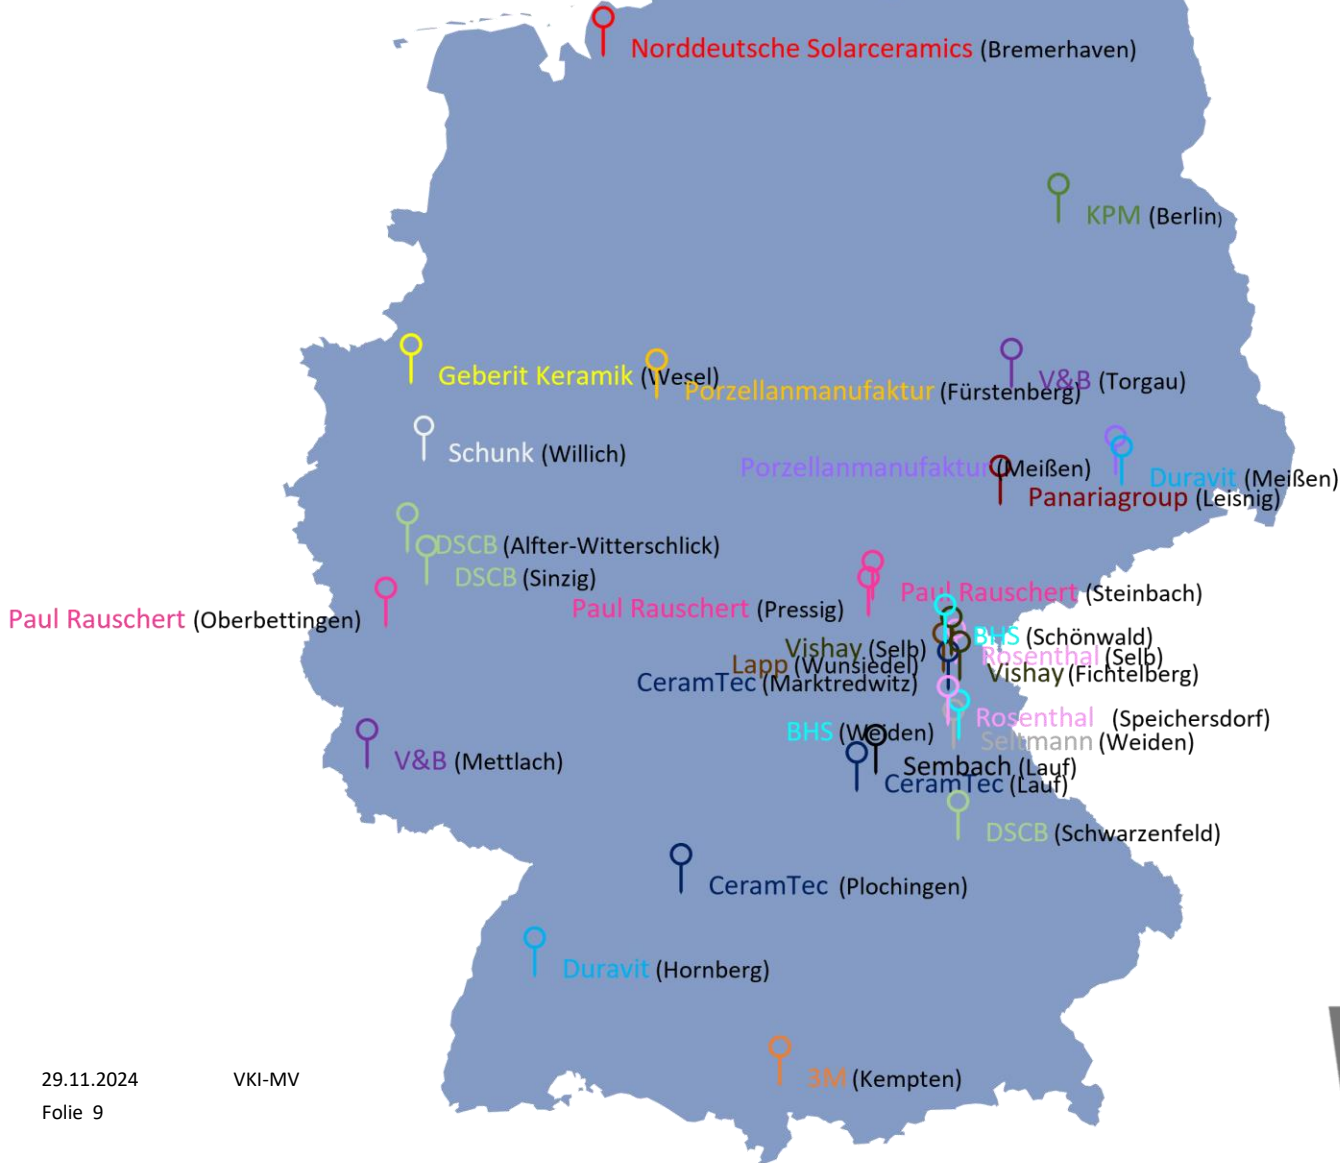 Norddeutsche Solarceramics (Bremerhaven)
KPM (Berlin)
Geberit Keramik (Wesel)
Porzellanmanufaktur (Fürstenberg)
V&B (Torgau)
Schunk (Willich)
Porzellanmanufaktur (Meißen)
Duravit (Meißen)
Panariagroup (Leisnig)
DSCB (Alfter-Witterschlick)
DSCB (Sinzig)
Paul Rauschert (Steinbach)
Paul Rauschert (Pressig)
Paul Rauschert (Oberbettingen)
BHS (Schönwald)
Vishay (Selb)
Rosenthal (Selb)
Lapp (Wunsiedel)
Vishay (Fichtelberg)
CeramTec (Marktredwitz)
Rosenthal (Speichersdorf)
BHS (Weiden)
Seltmann (Weiden)
V&B (Mettlach)
Sembach (Lauf)
CeramTec (Lauf)
DSCB (Schwarzenfeld)
CeramTec (Plochingen)
Duravit (Hornberg)
3M (Kempten)
29.11.2024 VKI-MV
Folie 9